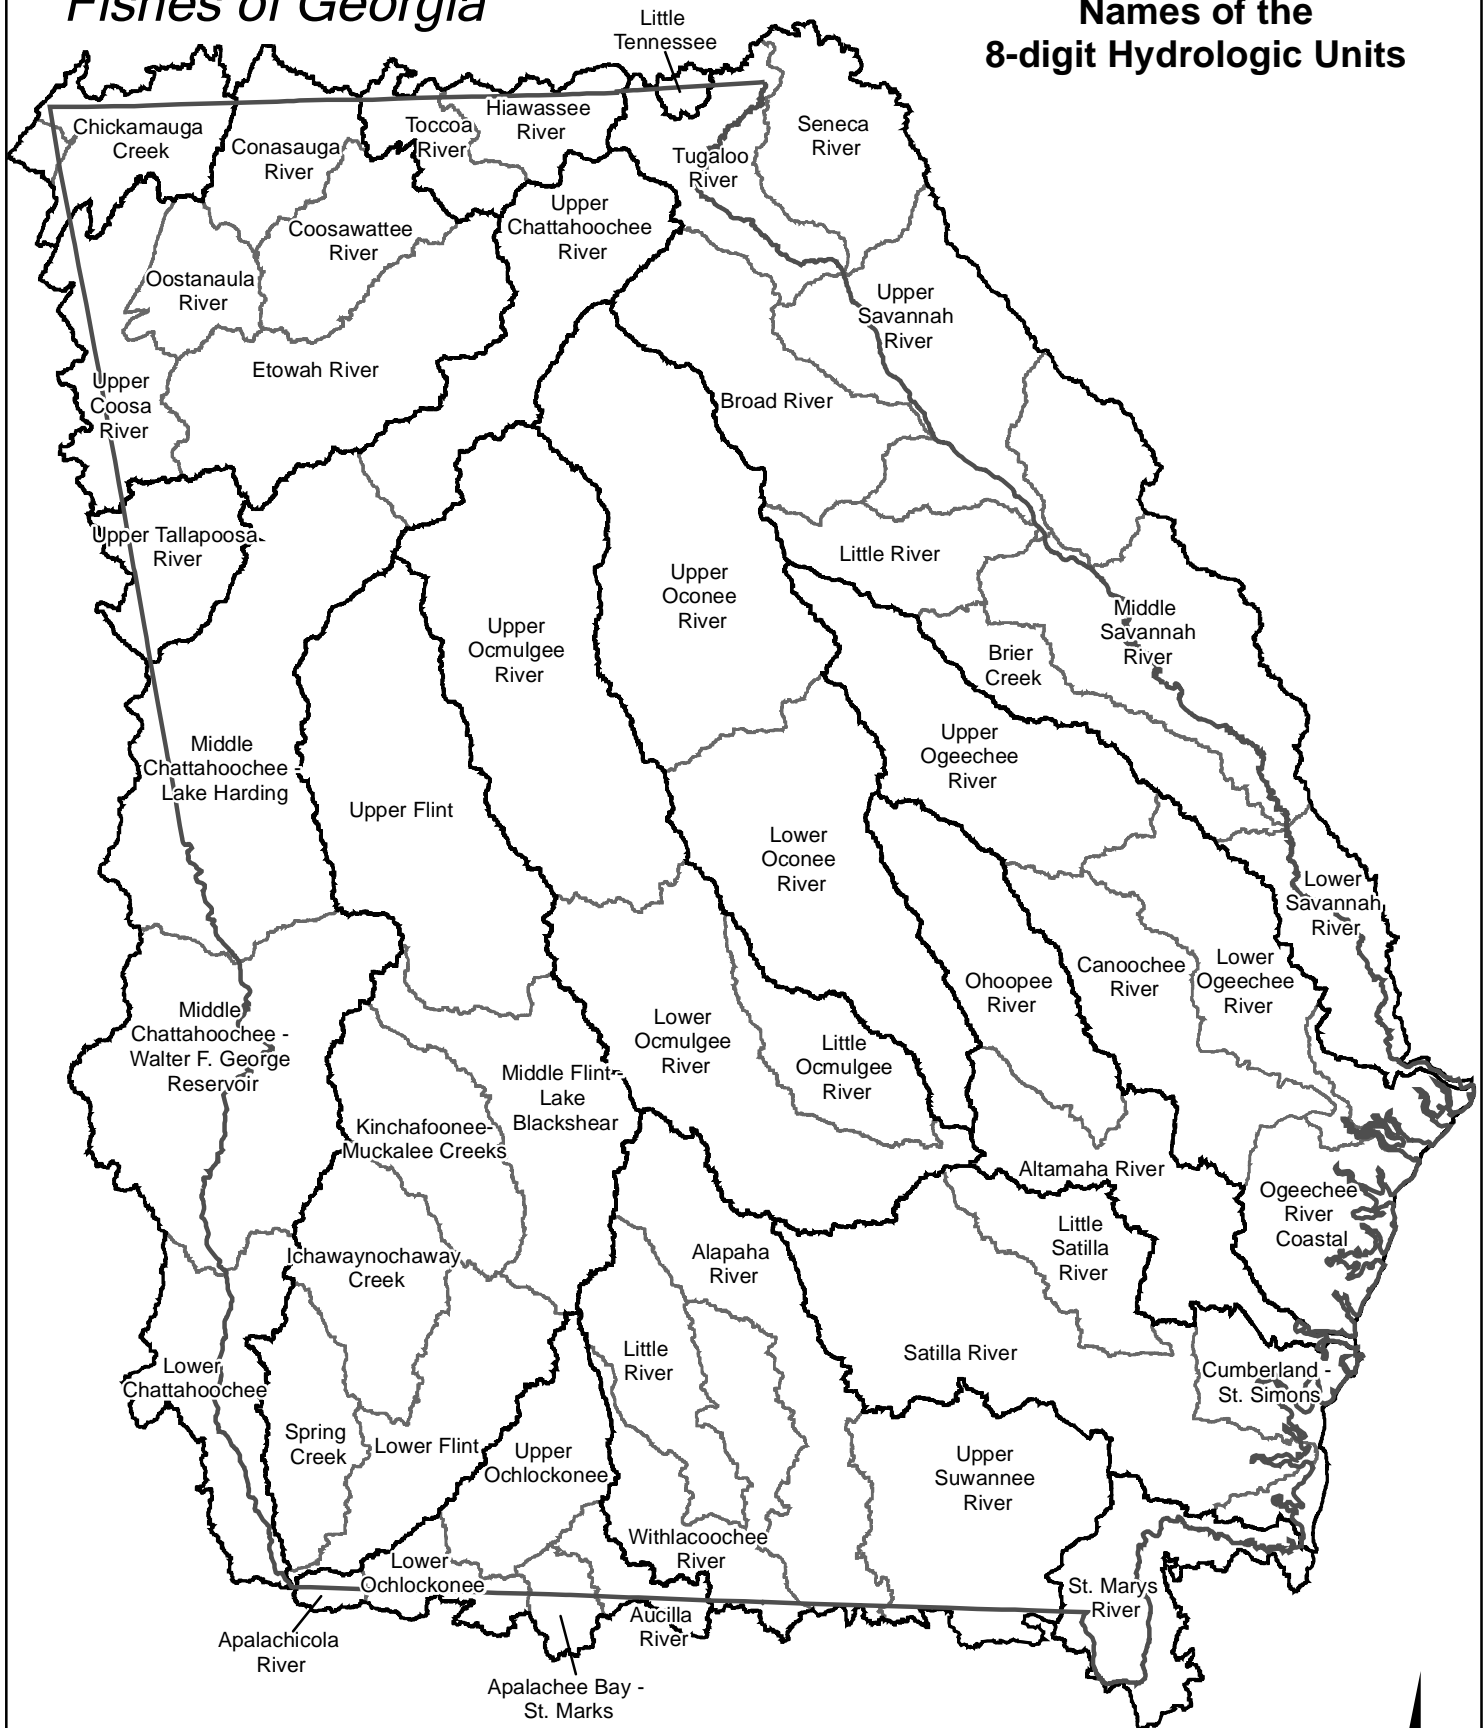 Fishes of Georgia
Names of the
8-digit Hydrologic Units
Little
Tennessee
Chickamauga
Creek
Conasauga
River
Toccoa
River
Hiawassee
River
Tugaloo
River
Seneca
River
Coosawattee
River
Upper
Chattahoochee
River
Oostanaula
River
Upper
Savannah
River
Etowah River
Upper
Coosa
River
Broad River
Upper Tallapoosa
River
Little River
Upper
Oconee
River
Upper
Ocmulgee
River
Middle
Savannah
River
Brier
Creek
Middle
Chattahoochee -
Lake Harding
Upper
Ogeechee
River
Upper Flint
Lower
Oconee
River
Lower
Savannah
River
Ohoopee
River
Canoochee
River
Lower
Ogeechee
River
Middle
Chattahoochee -
Walter F. George
Reservoir
Lower
Ocmulgee
River
Little
Ocmulgee
River
Middle Flint-
Lake
Blackshear
Kinchafoonee-
Muckalee Creeks
Altamaha River
Ogeechee
River
Coastal
Little
Satilla
River
Ichawaynochaway
Creek
Alapaha
River
Little
River
Satilla River
Lower
Chattahoochee
Cumberland -
St. Simons
Spring
Creek
Lower Flint
Upper
Ochlockonee
Upper
Suwannee
River
Withlacoochee
River
Lower
Ochlockonee
St. Marys
River
Aucilla
River
Apalachicola
River
Apalachee Bay -
St. Marks